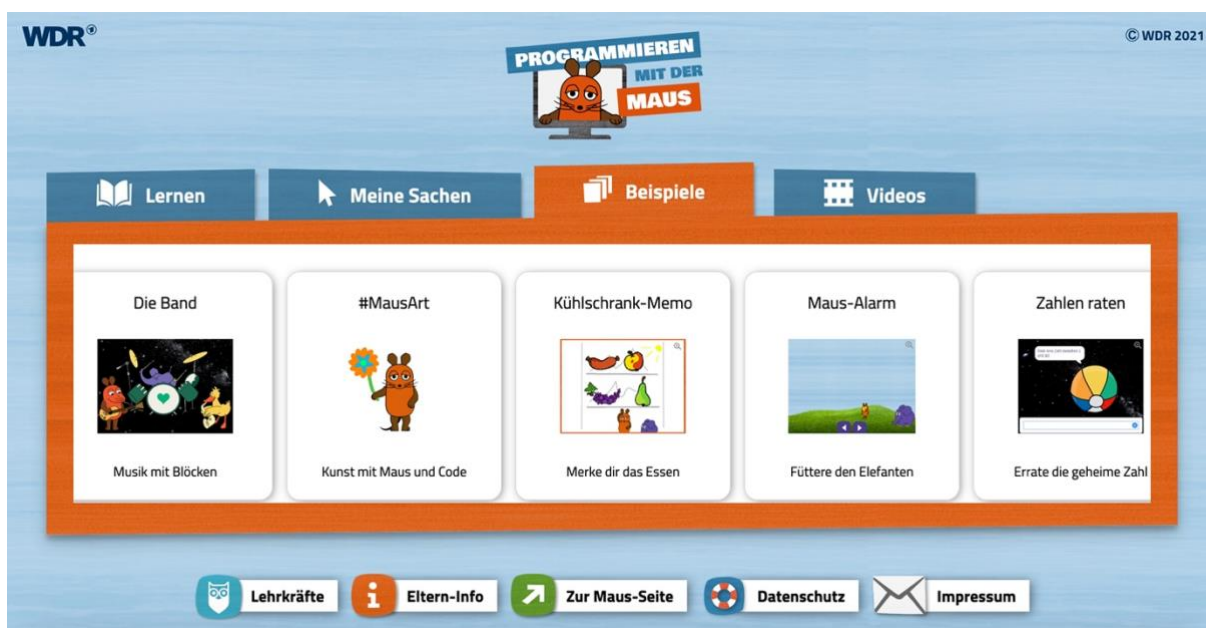 WDR®
© WDR 2021
PROGRAMMIEREN
MIT DER
MAUS
Lernen
Meine Sachen
Beispiele
Videos
Die Band
#MausArt
Kühlschrank-Memo
Maus-Alarm
Zahlen raten
Musik mit Blöcken
Kunst mit Maus und Code
Merke dir das Essen
Füttere den Elefanten
Errate die geheime Zahl
Lehrkräfte
Eltern-Info
Zur Maus-Seite
Datenschutz
Impressum